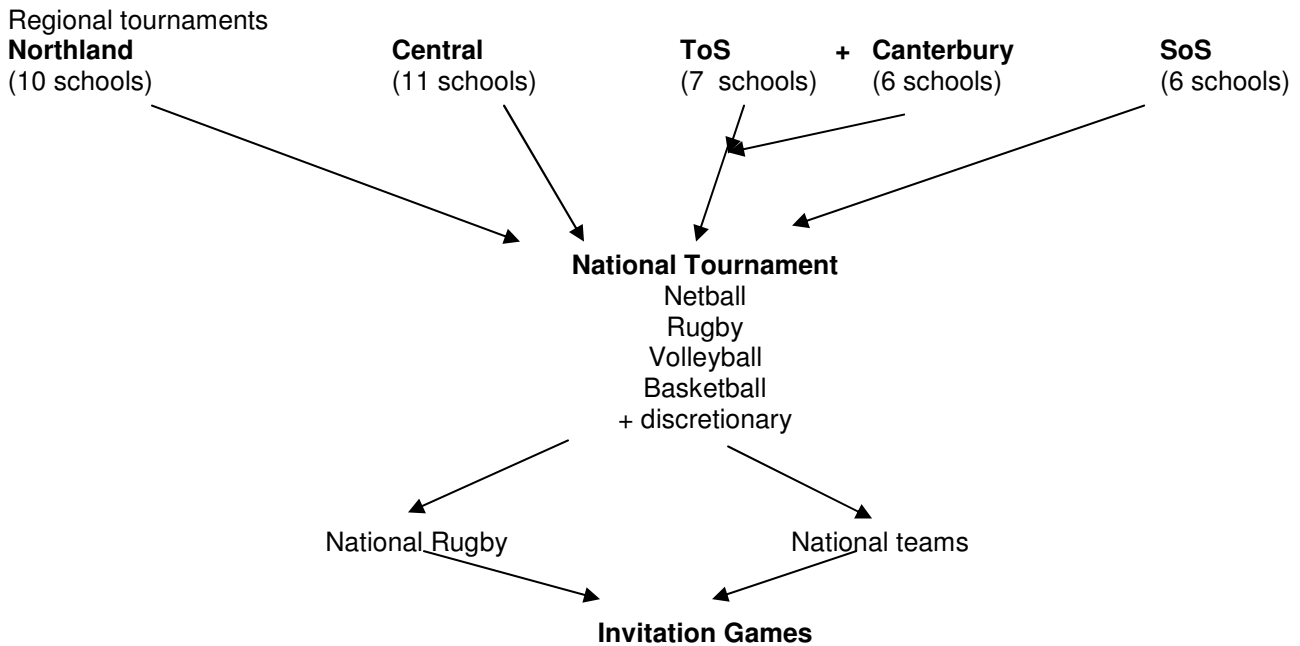 Regional tournaments
Northland Central ToS + Canterbury SoS
(10 schools) (11 schools) (7 schools) (6 schools) (6 schools)
National Tournament
Netball
Rugby
Volleyball
Basketball
+ discretionary
National Rugby National teams
Invitation Games